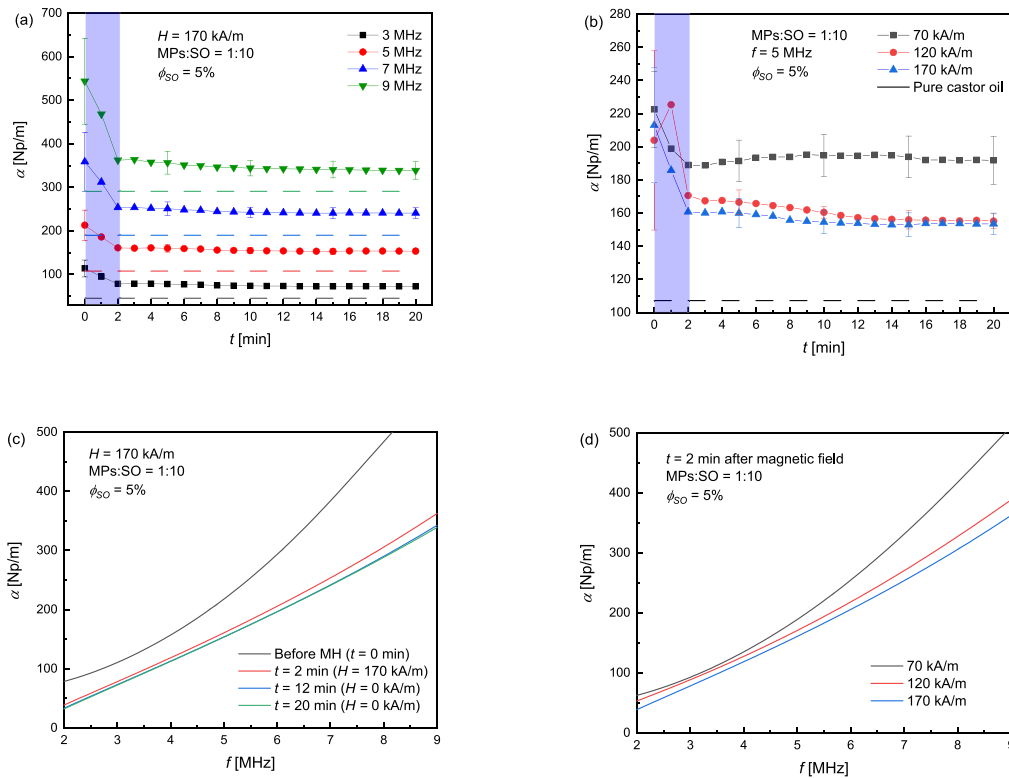 (a)
H = 170 kA/m
MPs:SO = 1:10
ϕSO = 5%
3 MHz
5 MHz
7 MHz
9 MHz
α [Np/m]
700
600
500
400
300
200
100
0 2 4 6 8 10 12 14 16 18 20
t [min]
(b)
MPs:SO = 1:10
f = 5 MHz
ϕSO = 5%
70 kA/m
120 kA/m
170 kA/m
Pure castor oil
α [Np/m]
280
260
240
220
200
180
160
140
120
100
0 2 4 6 8 10 12 14 16 18 20
t [min]
(c)
H = 170 kA/m
MPs:SO = 1:10
ϕSO = 5%
Before MH (t = 0 min)
t = 2 min (H = 170 kA/m)
t = 12 min (H = 0 kA/m)
t = 20 min (H = 0 kA/m)
α [Np/m]
500
400
300
200
100
0
2 3 4 5 6 7 8 9
f [MHz]
(d)
t = 2 min after magnetic field
MPs:SO = 1:10
ϕSO = 5%
70 kA/m
120 kA/m
170 kA/m
α [Np/m]
500
400
300
200
100
0
2 3 4 5 6 7 8 9
f [MHz]